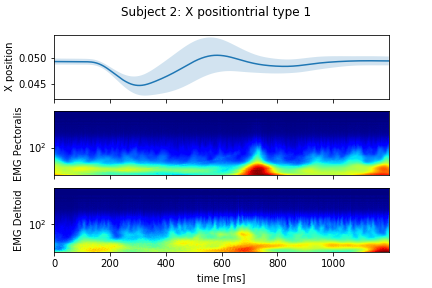 Subject 2: X positiontrial type 1
X position
0.050
0.045
EMG Pectoralis
10²
EMG Deltoid
10²
0 200 400 600 800 1000
time [ms]